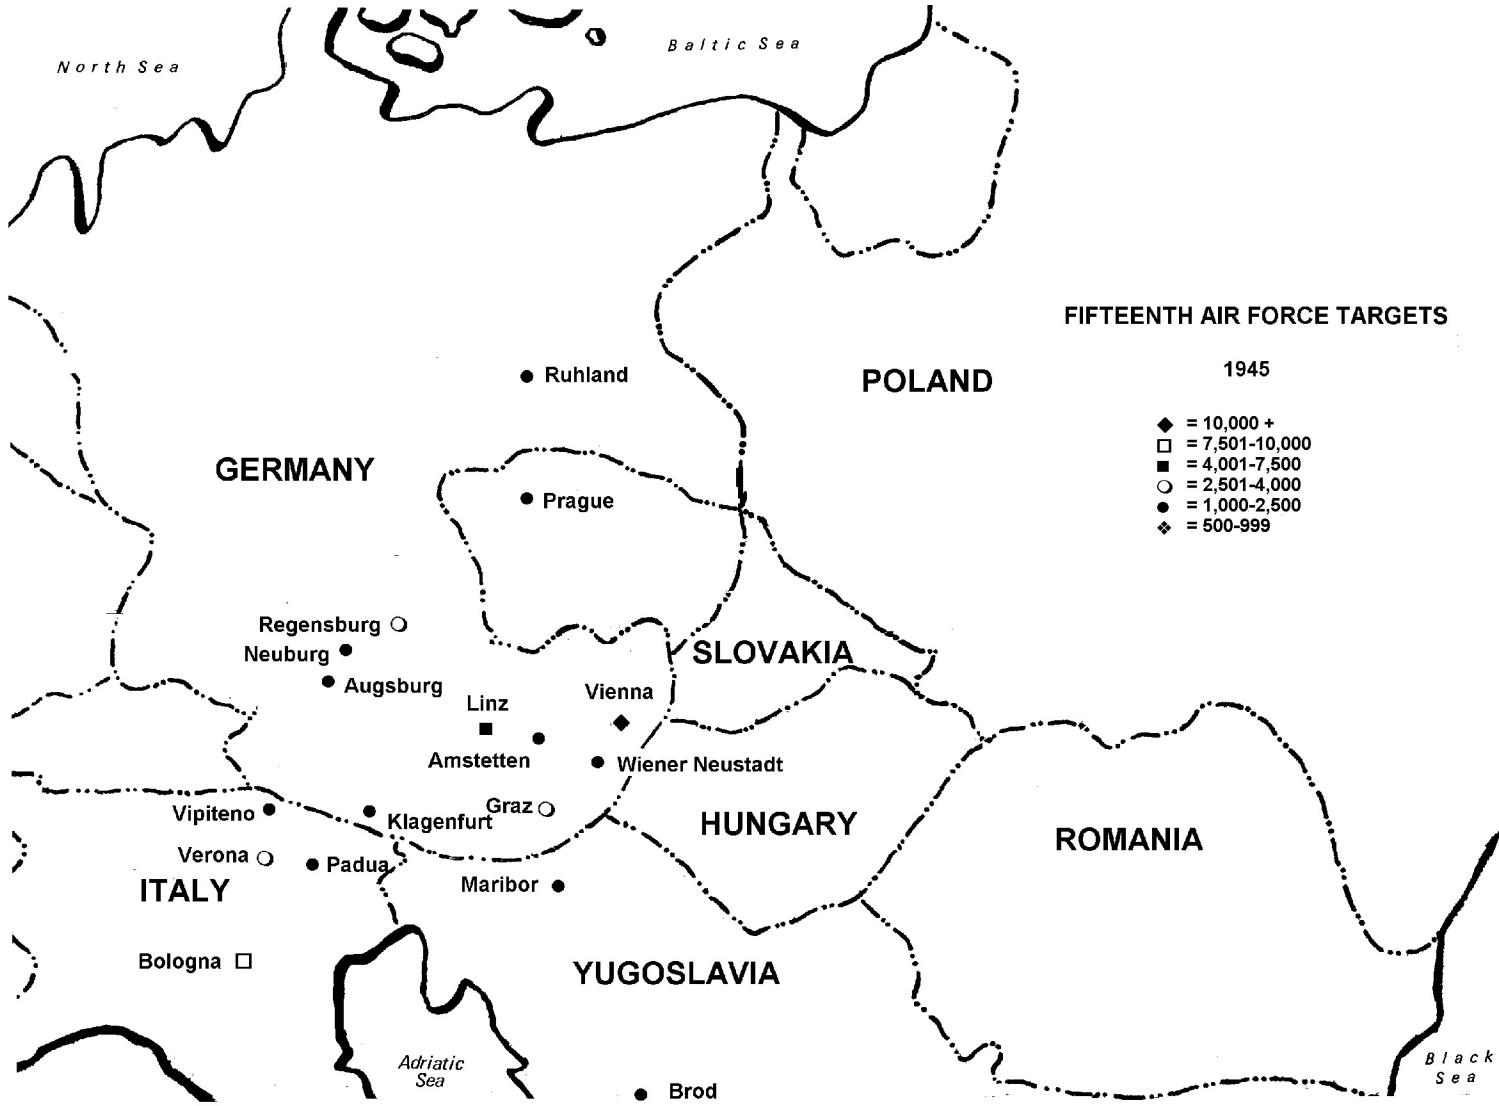 North Sea
Baltic Sea
FIFTEENTH AIR FORCE TARGETS
1945
= 10,000 +
= 7,501-10,000
= 4,001-7,500
= 2,501-4,000
= 1,000-2,500
= 500-999
POLAND
Ruhland
GERMANY
Prague
Regensburg
Neuburg
SLOVAKIA
Augsburg
Linz
Vienna
Amstetten
Wiener Neustadt
Vipiteno
Klagenfurt
Graz
HUNGARY
ROMANIA
Verona
Padua
ITALY
Maribor
Bologna
YUGOSLAVIA
Adriatic
Sea
Brod
Black
Sea